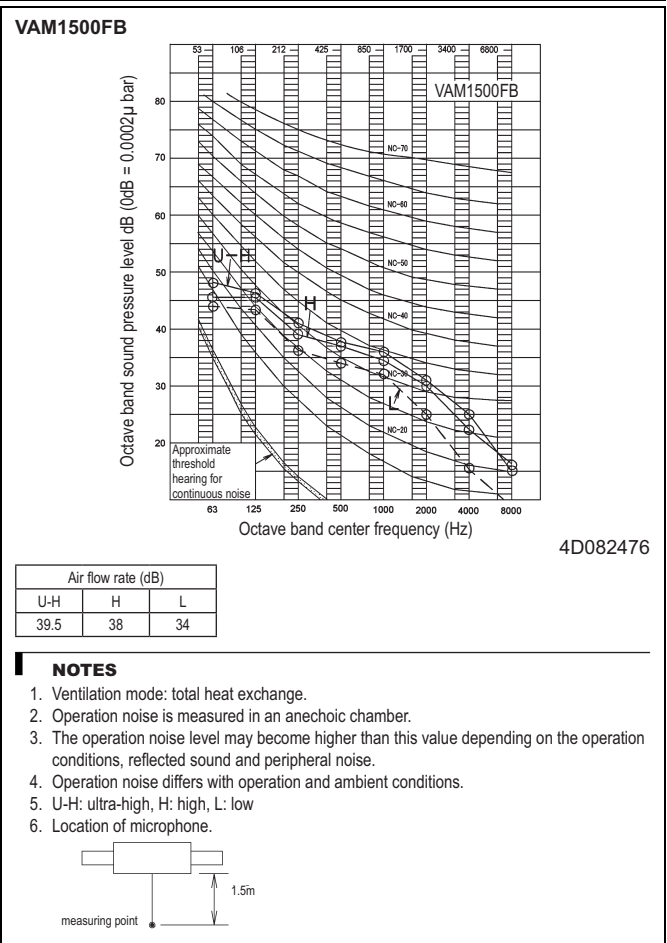 VAM1500FB
53 106 212 425 850 1700 3400 6800
VAM1500FB
Octave band sound pressure level dB (0dB = 0.0002μ bar)
80
70
60
50
40
30
20
NC-70
NC-60
NC-50
NC-40
NC-30
NC-20
U-H
H
L
Approximate
threshold
hearing for
continuous noise
63 125 250 500 1000 2000 4000 8000
Octave band center frequency (Hz)
4D082476
Air flow rate (dB)
U-H H L
39.5 38 34
NOTES
1. Ventilation mode: total heat exchange.
2. Operation noise is measured in an anechoic chamber.
3. The operation noise level may become higher than this value depending on the operation
conditions, reflected sound and peripheral noise.
4. Operation noise differs with operation and ambient conditions.
5. U-H: ultra-high, H: high, L: low
6. Location of microphone.
1.5m
measuring point